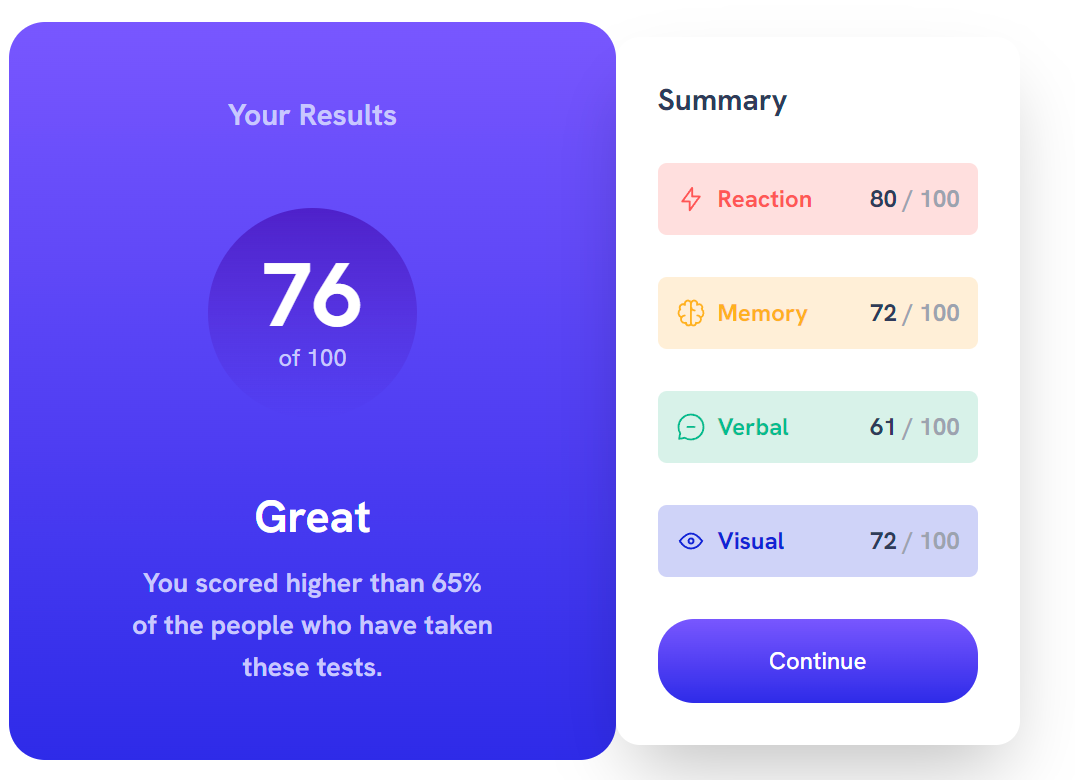 Your Results
76
of 100
Great
You scored higher than 65%
of the people who have taken
these tests.
Summary
Reaction 80 / 100
Memory 72 / 100
Verbal 61 / 100
Visual 72 / 100
Continue